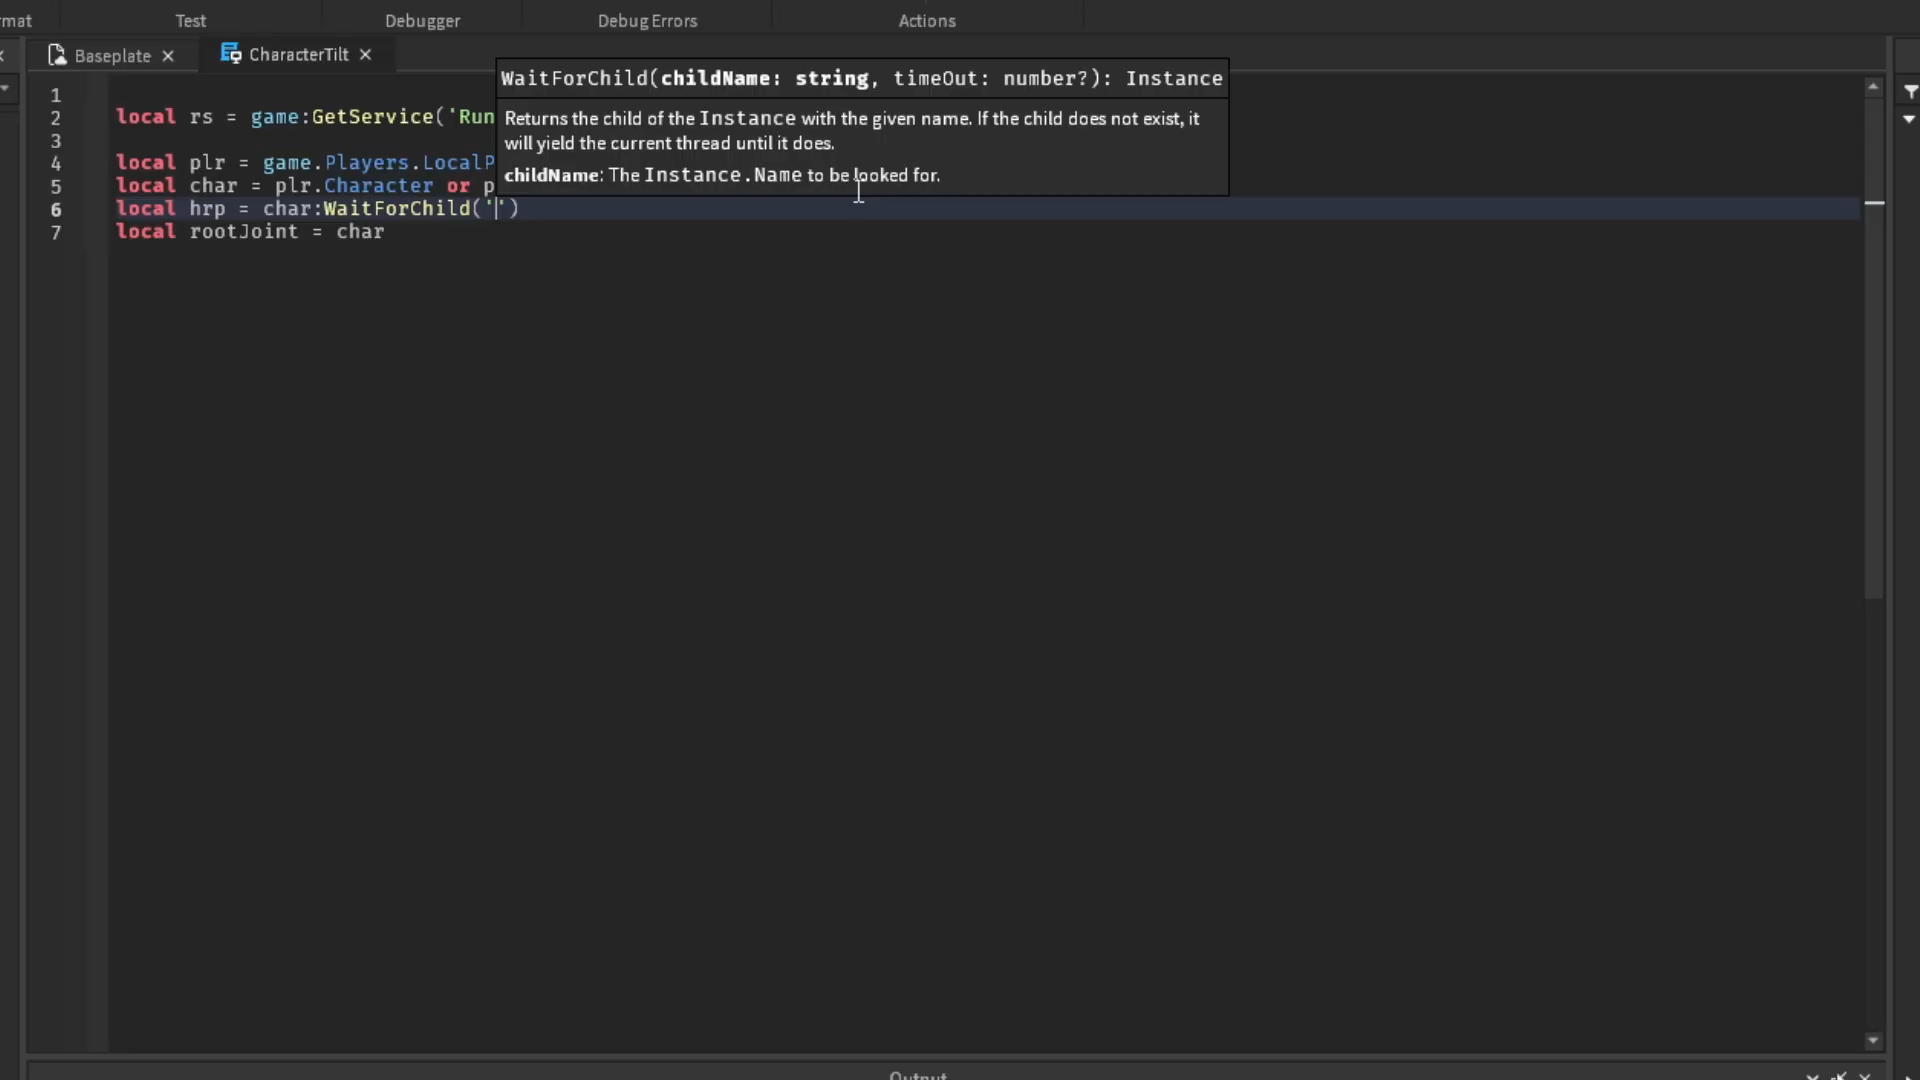 mat
Test
Debugger
Debug Errors
Actions
Baseplate
CharacterTilt
WaitForChild(childName: string, timeOut: number?): Instance
Returns the child of the Instance with the given name. If the child does not exist, it
will yield the current thread until it does.
childName: The Instance.Name to be looked for.
1
2 local rs = game:GetService('Run
3
4 local plr = game.Players.LocalP
5 local char = plr.Character or p
6 local hrp = char:WaitForChild('')
7 local rootJoint = char
Output